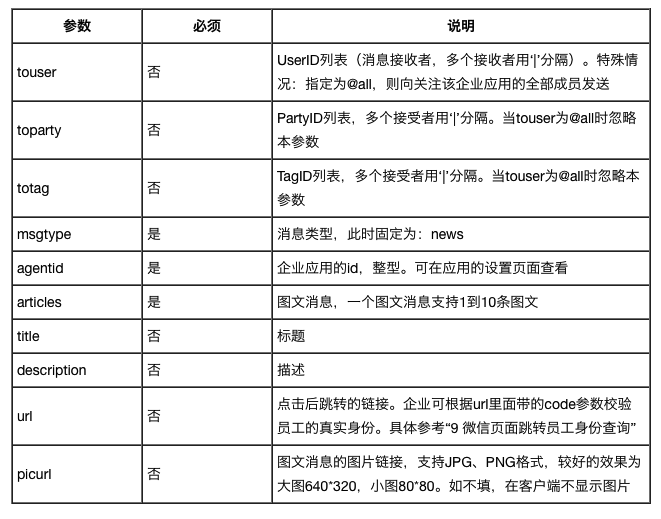 参数 必须 说明
touser 否 UserID列表（消息接收者，多个接收者用‘|’分隔）。特殊情
况：指定为@all，则向关注该企业应用的全部成员发送
toparty 否 PartyID列表，多个接受者用‘|’分隔。当touser为@all时忽略
本参数
totag 否 TagID列表，多个接受者用‘|’分隔。当touser为@all时忽略本
参数
msgtype 是 消息类型，此时固定为：news
agentid 是 企业应用的id，整型。可在应用的设置页面查看
articles 是 图文消息，一个图文消息支持1到10条图文
title 否 标题
description 否 描述
url 否 点击后跳转的链接。企业可根据url里面带的code参数校验
员工的真实身份。具体参考“9 微信页面跳转员工身份查询”
picurl 否 图文消息的图片链接，支持JPG、PNG格式，较好的效果为
大图640*320，小图80*80。如不填，在客户端不显示图片